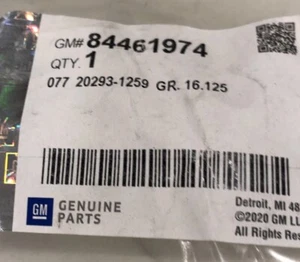 GM# 84461974
QTY. 1
077 20293-1259 GR. 16.125
GM GENUINE PARTS
Detroit, MI 48
©2020 GM LL
All Rights Res